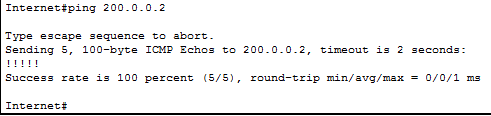 Internet#ping 200.0.0.2
Type escape sequence to abort.
Sending 5, 100-byte ICMP Echos to 200.0.0.2, timeout is 2 seconds:
!!!!!
Success rate is 100 percent (5/5), round-trip min/avg/max = 0/0/1 ms
Internet#